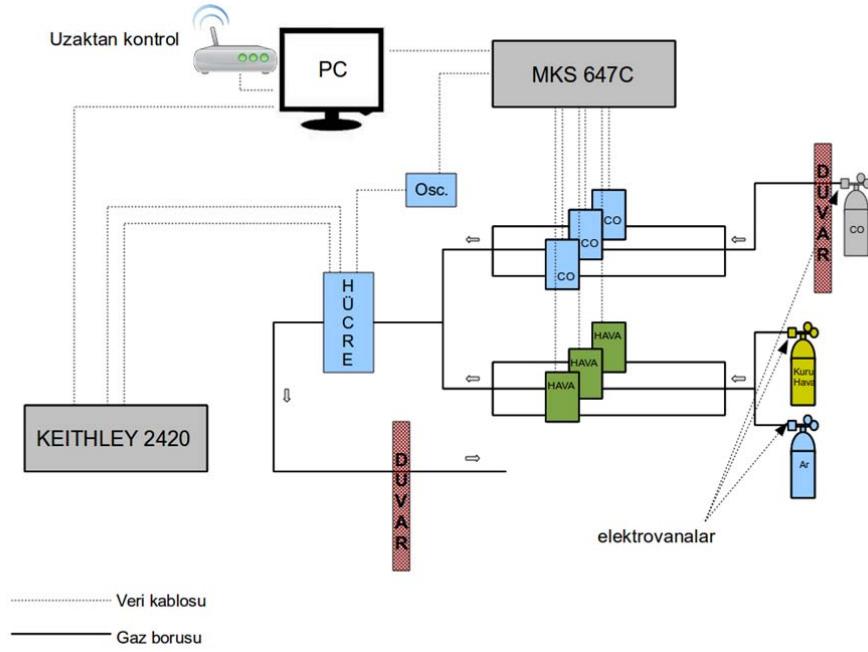 Uzaktan kontrol
PC
MKS 647C
Osc.
DUVAR
CO
CO
CO
CO
HÜCRE
HAVA
HAVA
HAVA
Kuru
Hava
Ar
KEITHLEY 2420
DUVAR
elektrovanalar
Veri kablosu
Gaz borusu